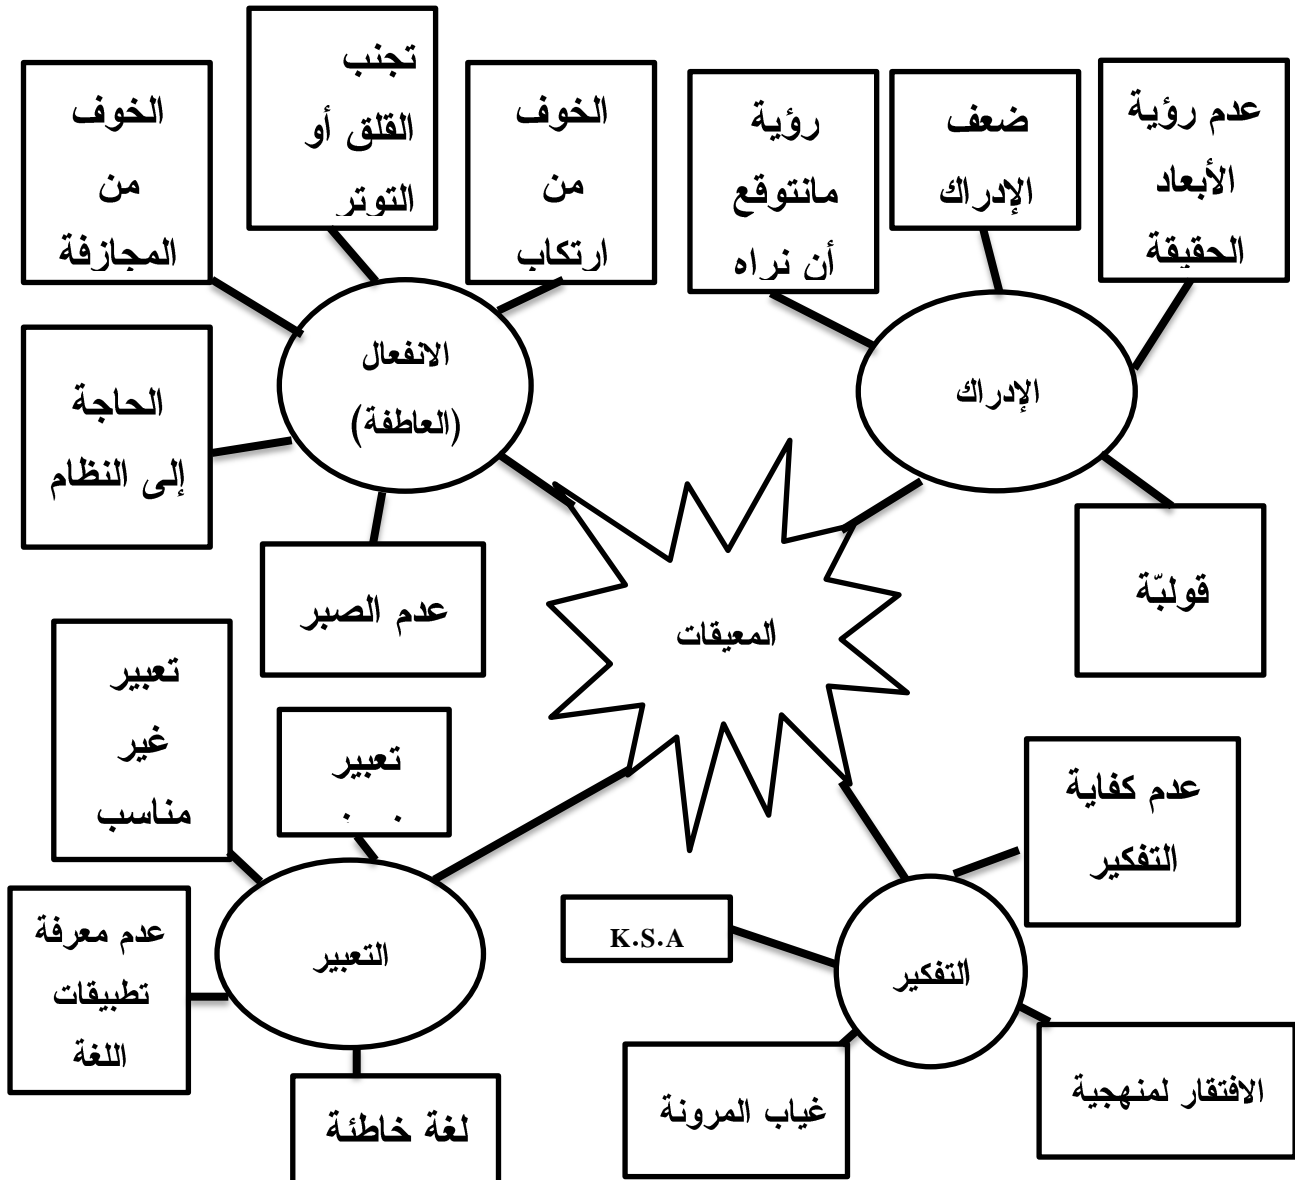 عدم رؤية
الأبعاد
الحقيقة
ضعف
الإدراك
رؤية
مانتوقع
أن نراه
الخوف
من
ارتكاب
تجنب
القلق أو
التوتر
الخوف
من
المجازفة
الإدراك
الانفعال
(العاطفة)
الحاجة
إلى النظام
قولبّة
عدم الصبر
المعيقات
تعبير
غير
مناسب
تعبير
عدم كفاية
التفكير
K.S.A
التفكير
التعبير
عدم معرفة
تطبيقات
اللغة
الافتقار لمنهجية
غياب المرونة
لغة خاطئة